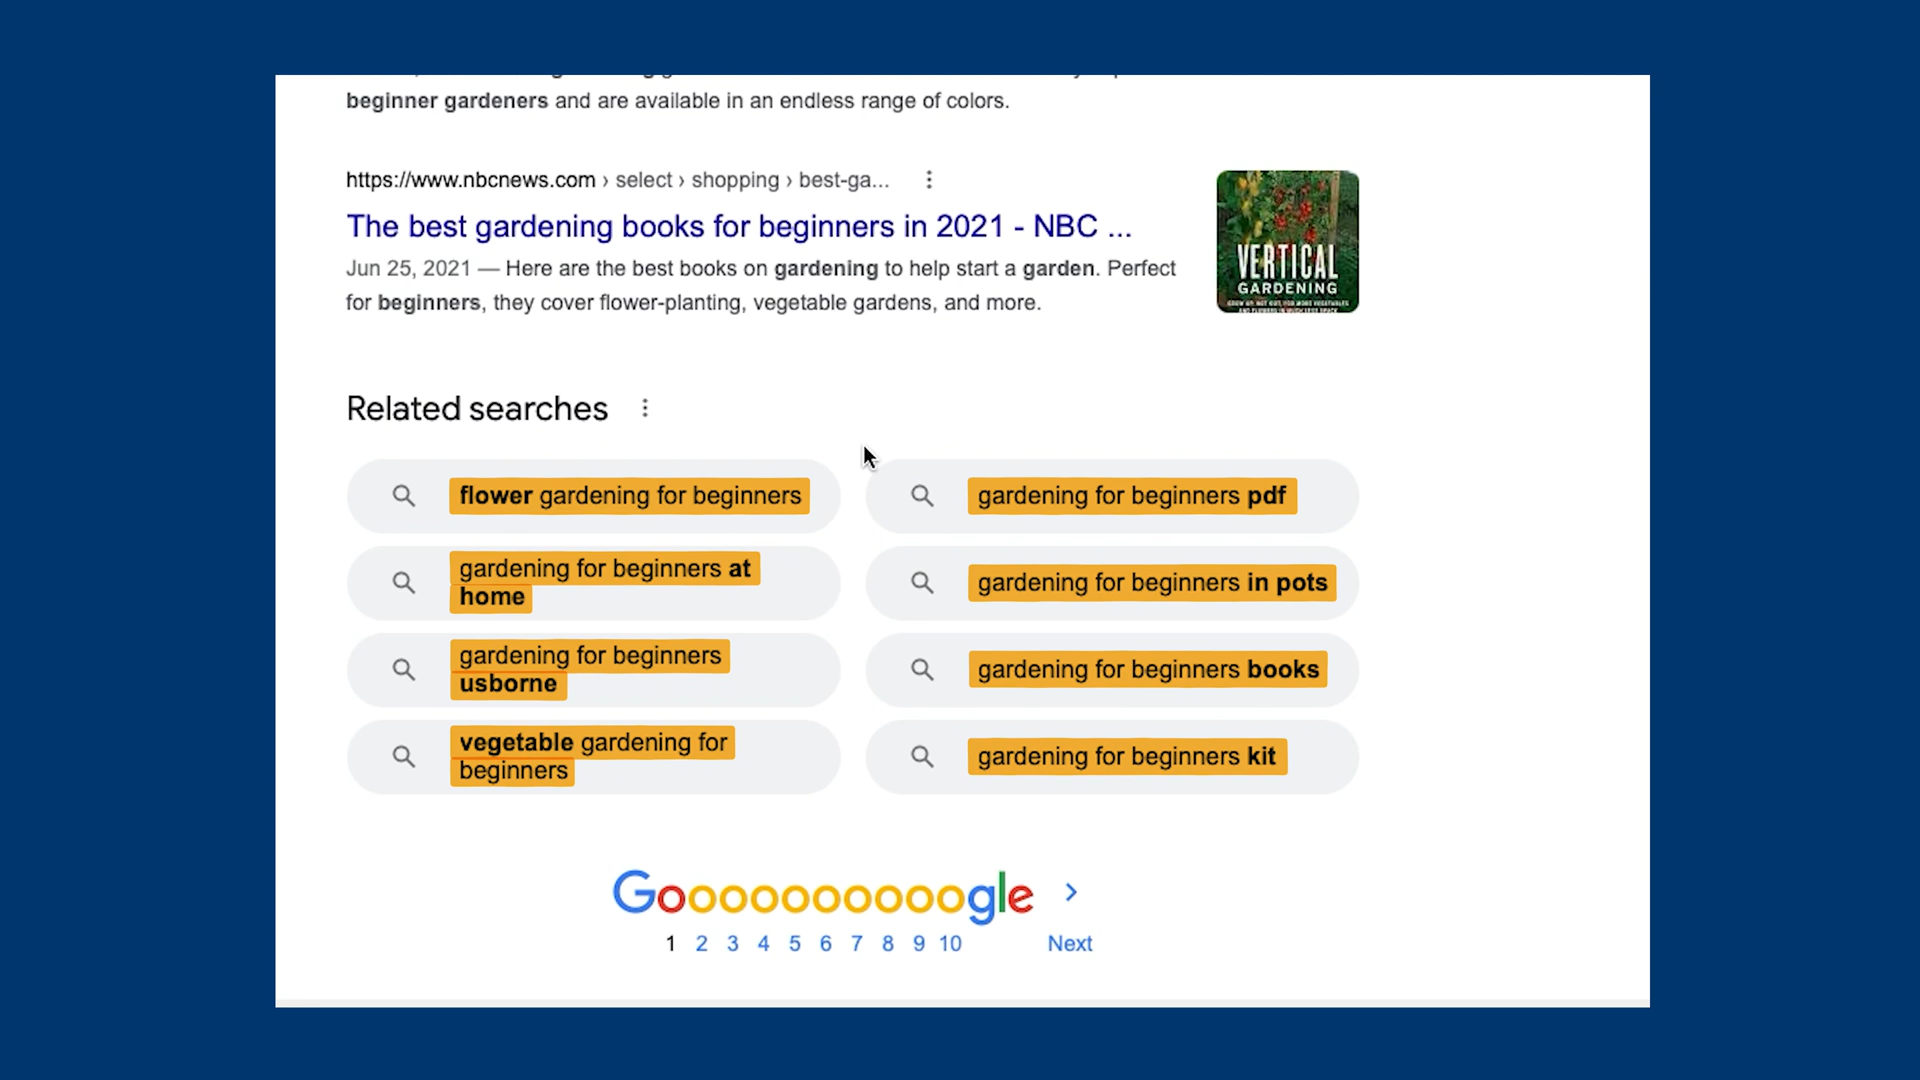 beginner gardeners and are available in an endless range of colors.
https://www.nbcnews.com › select › shopping › best-ga...
The best gardening books for beginners in 2021 - NBC ...
Jun 25, 2021 — Here are the best books on gardening to help start a garden. Perfect
for beginners, they cover flower-planting, vegetable gardens, and more.
VERTICAL
GARDENING
Related searches
flower gardening for beginners
gardening for beginners pdf
gardening for beginners at
home
gardening for beginners in pots
gardening for beginners
usborne
gardening for beginners books
vegetable gardening for
beginners
gardening for beginners kit
Goooooooooogle
1 2 3 4 5 6 7 8 9 10 Next